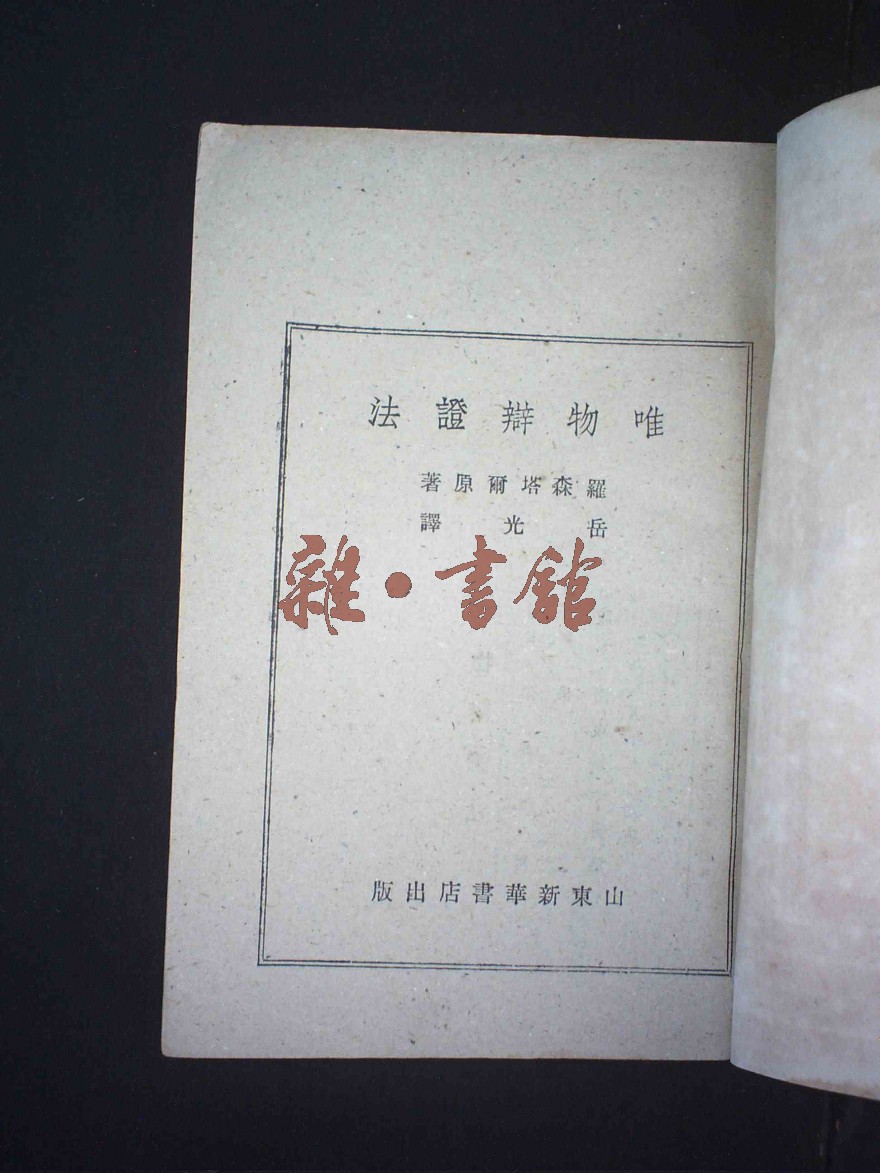 唯物辯證法
羅森塔爾原著
岳光譯
雜·書館
山東新華書店出版